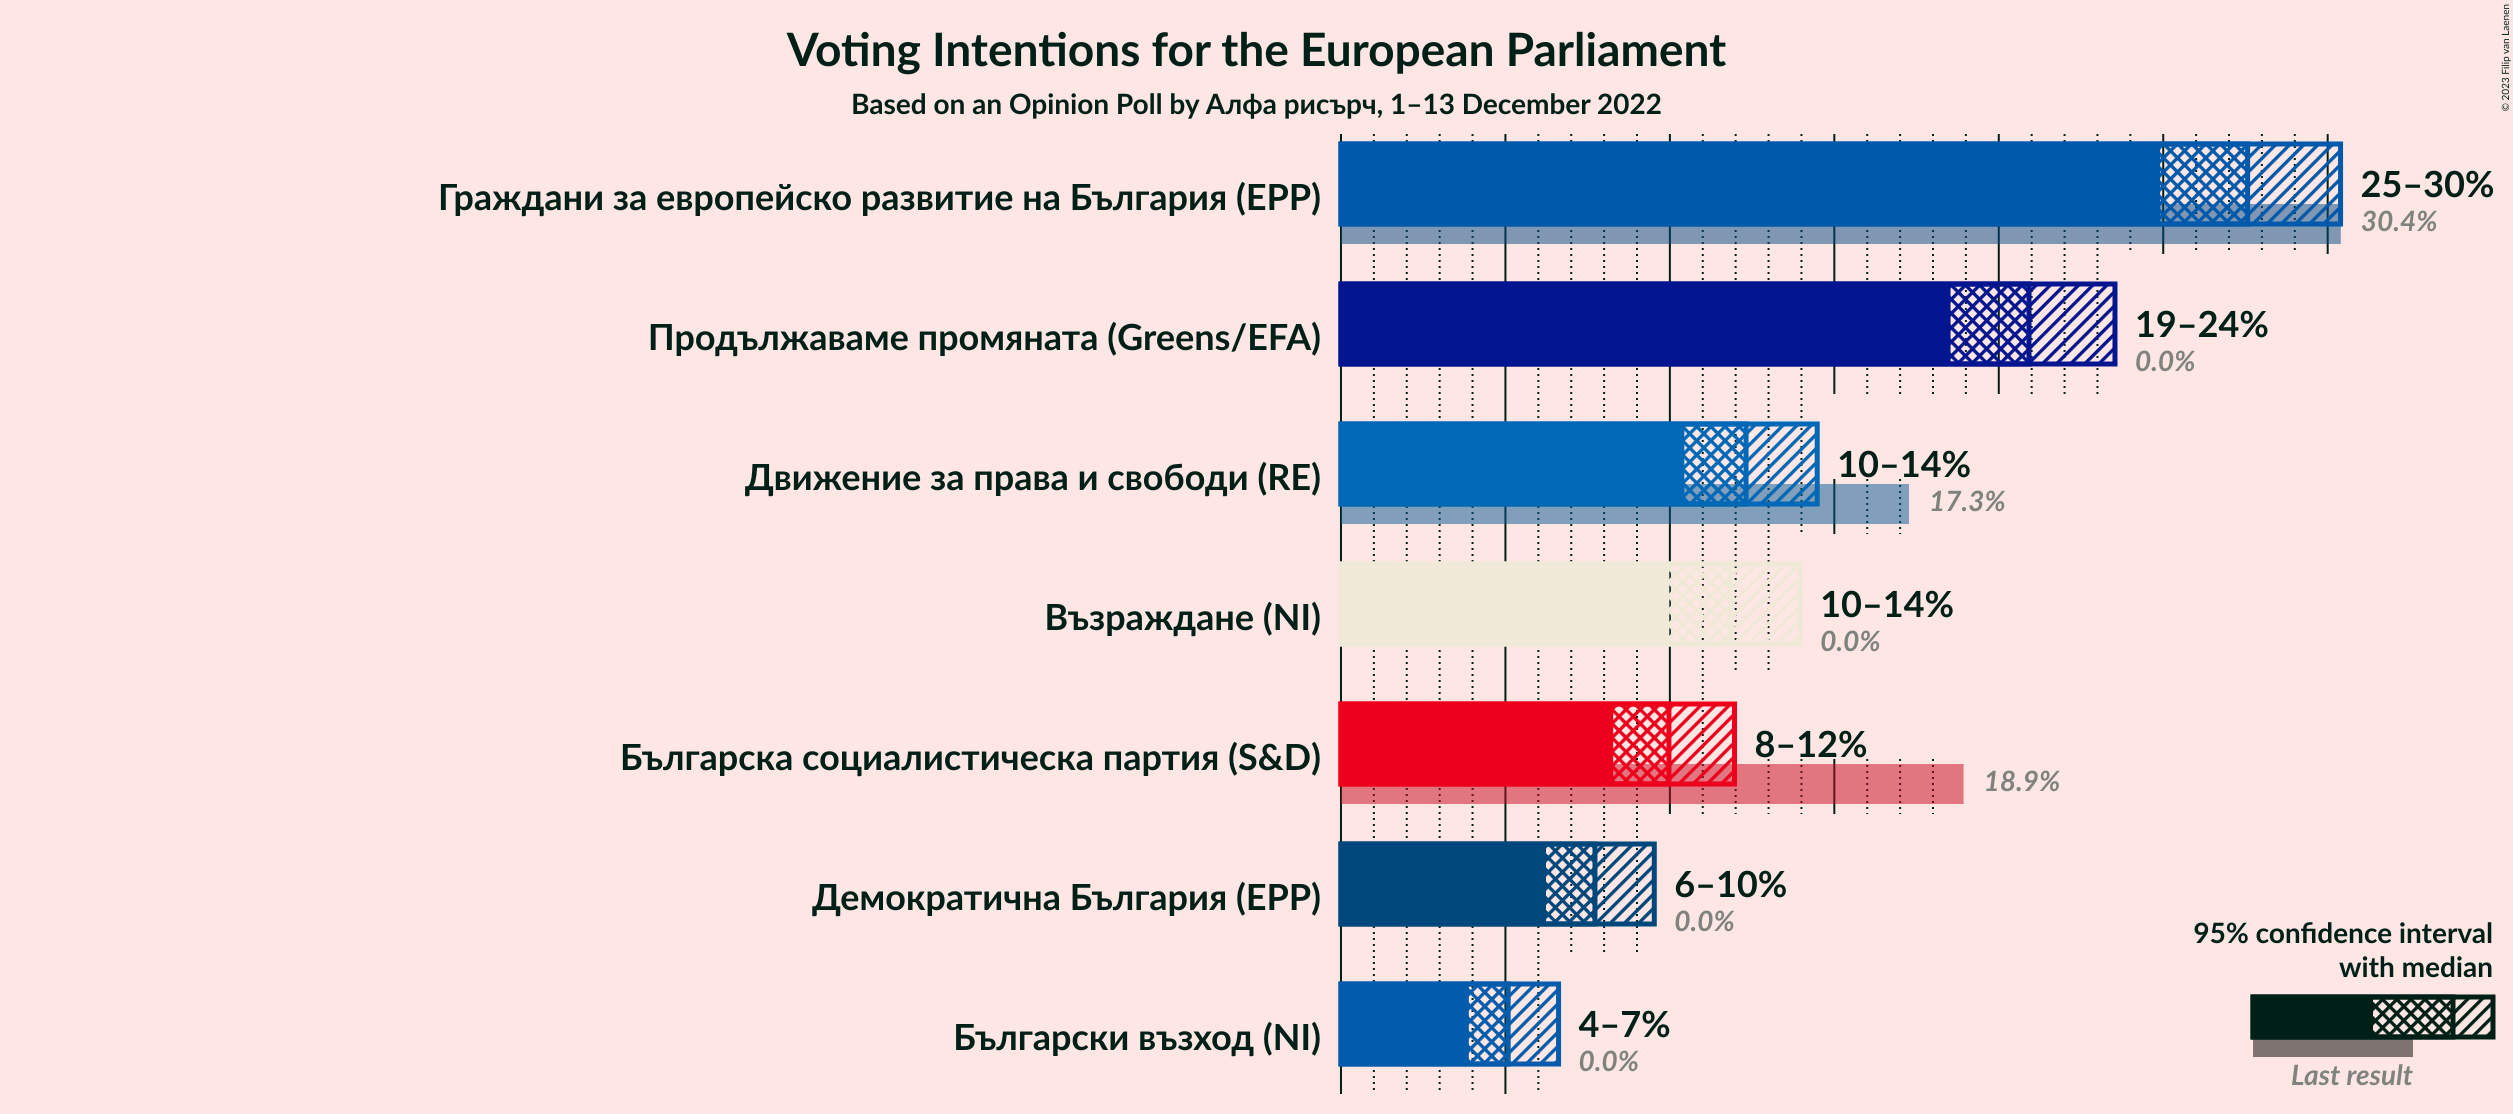 Voting Intentions for the European Parliament
Based on an Opinion Poll by Алфа рисърч, 1–13 December 2022
© 2023 Filip van Laenen
Граждани за европейско развитие на България (EPP)
25–30%
30.4%
Продължаваме промяната (Greens/EFA)
19–24%
0.0%
Движение за права и свободи (RE)
10–14%
17.3%
Възраждане (NI)
10–14%
0.0%
Българска социалистическа партия (S&D)
8–12%
18.9%
Демократична България (EPP)
6–10%
0.0%
Български възход (NI)
4–7%
0.0%
95% confidence interval
with median
Last result